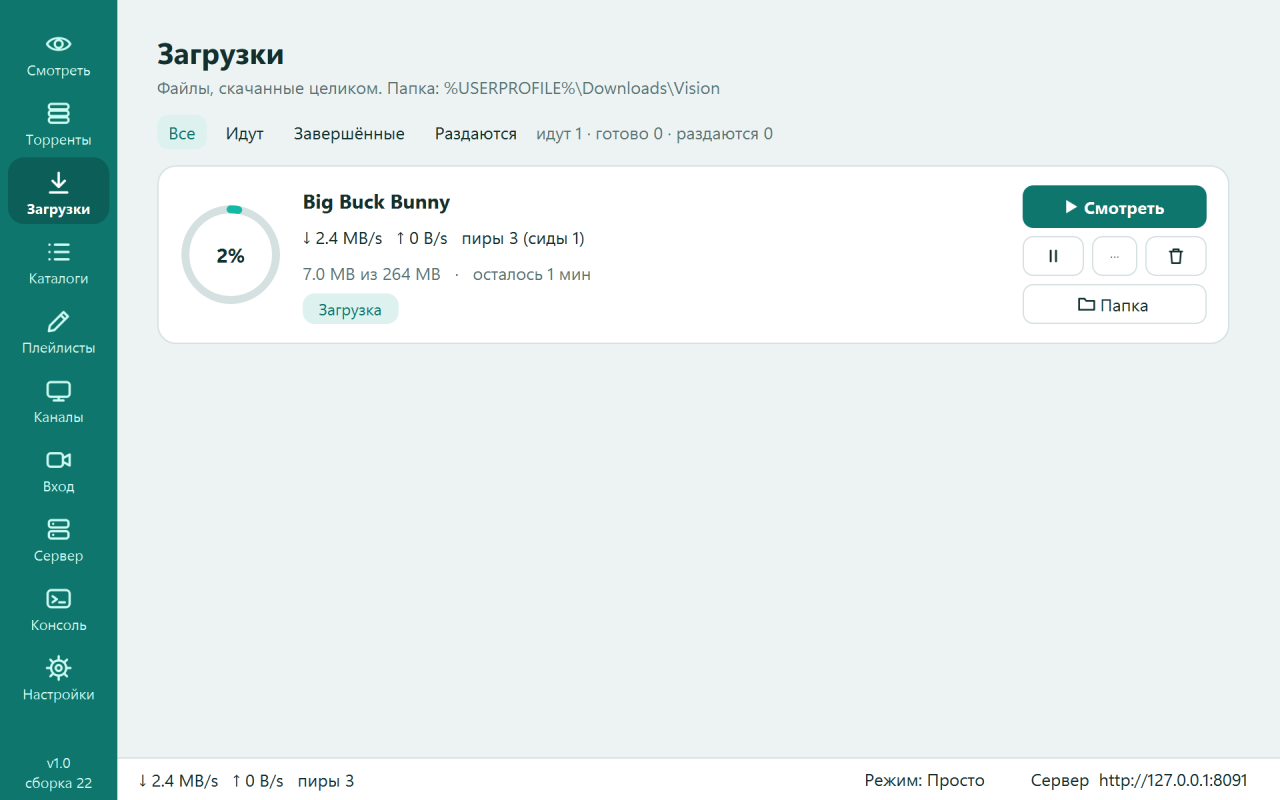 Смотреть
Торренты
Загрузки
Каталоги
Плейлисты
Каналы
Вход
Сервер
Консоль
Настройки
v1.0
сборка 22
Загрузки
Файлы, скачанные целиком. Папка: %USERPROFILE%\Downloads\Vision
Все Идут Завершённые Раздаются идут 1 · готово 0 · раздаются 0
2%
Big Buck Bunny
↓ 2.4 MB/s ↑ 0 B/s пиры 3 (сиды 1)
7.0 MB из 264 MB · осталось 1 мин
Загрузка
▶ Смотреть
...
Папка
↓ 2.4 MB/s ↑ 0 B/s пиры 3
Режим: Просто Сервер http://127.0.0.1:8091